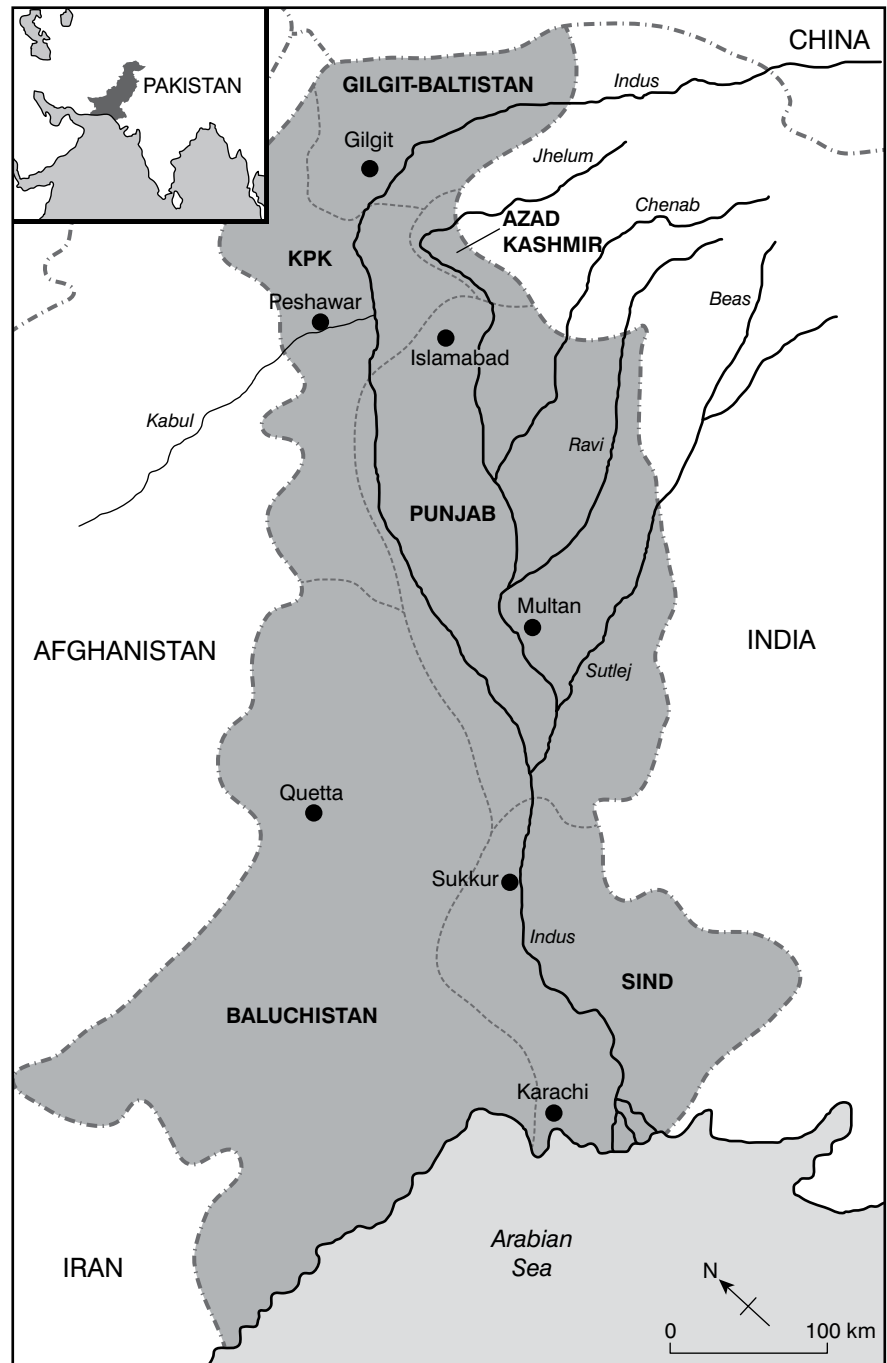 CHINA
PAKISTAN
GILGIT-BALTISTAN
Indus
Gilgit
Jhelum
Chenab
AZAD
KASHMIR
KPK
Peshawar
Beas
Islamabad
Kabul
Ravi
PUNJAB
Multan
AFGHANISTAN
INDIA
Sutlej
Quetta
Sukkur
Indus
SIND
BALUCHISTAN
Karachi
Arabian
Sea
IRAN
N
0 100 km